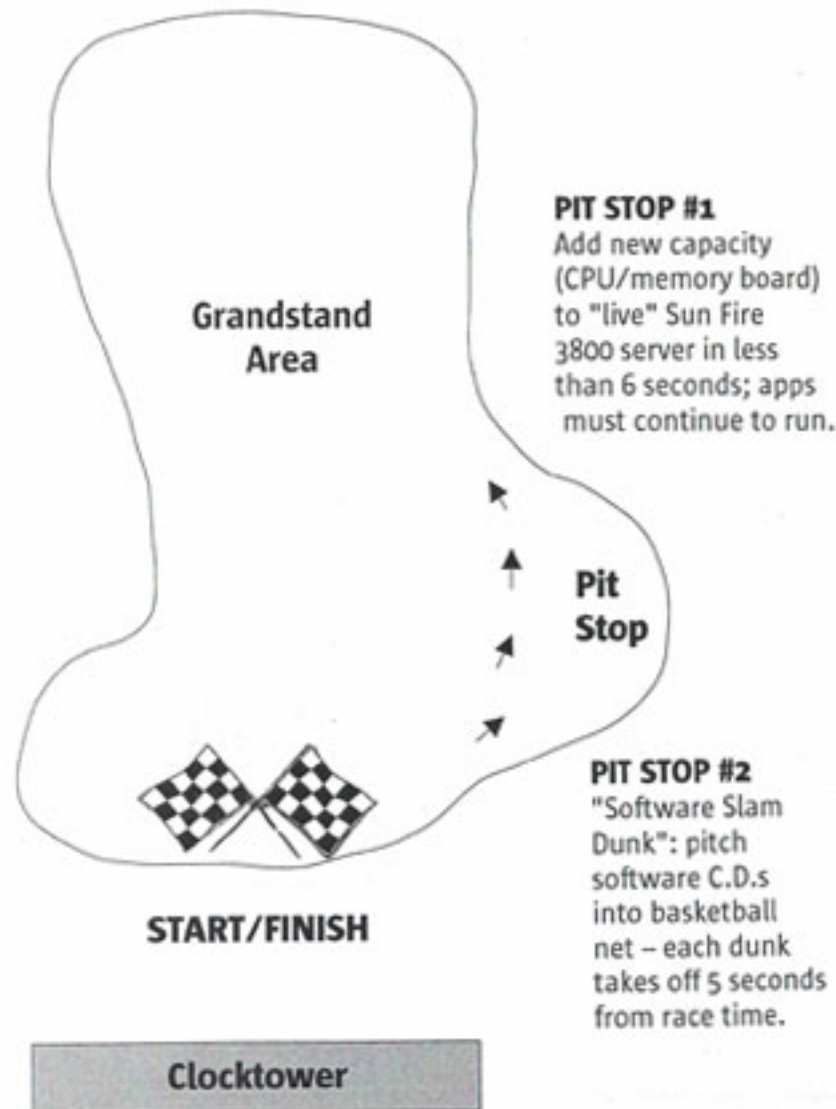 PIT STOP #1
Add new capacity
(CPU/memory board)
to "live" Sun Fire
3800 server in less
than 6 seconds; apps
must continue to run.
Grandstand
Area
Pit
Stop
PIT STOP #2
"Software Slam
Dunk": pitch
software C.D.s
into basketball
net – each dunk
takes off 5 seconds
from race time.
START/FINISH
Clocktower